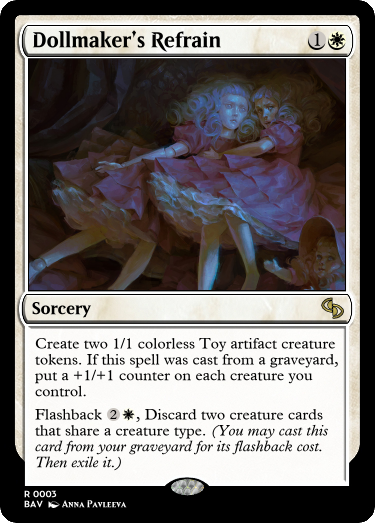 Dollmaker's Refrain 1
Sorcery
Create two 1/1 colorless Toy artifact creature
tokens. If this spell was cast from a graveyard,
put a +1/+1 counter on each creature you
control.
Flashback 2, Discard two creature cards
that share a creature type. (You may cast this
card from your graveyard for its flashback cost.
Then exile it.)
R 0003
BAV Anna Pavleeva